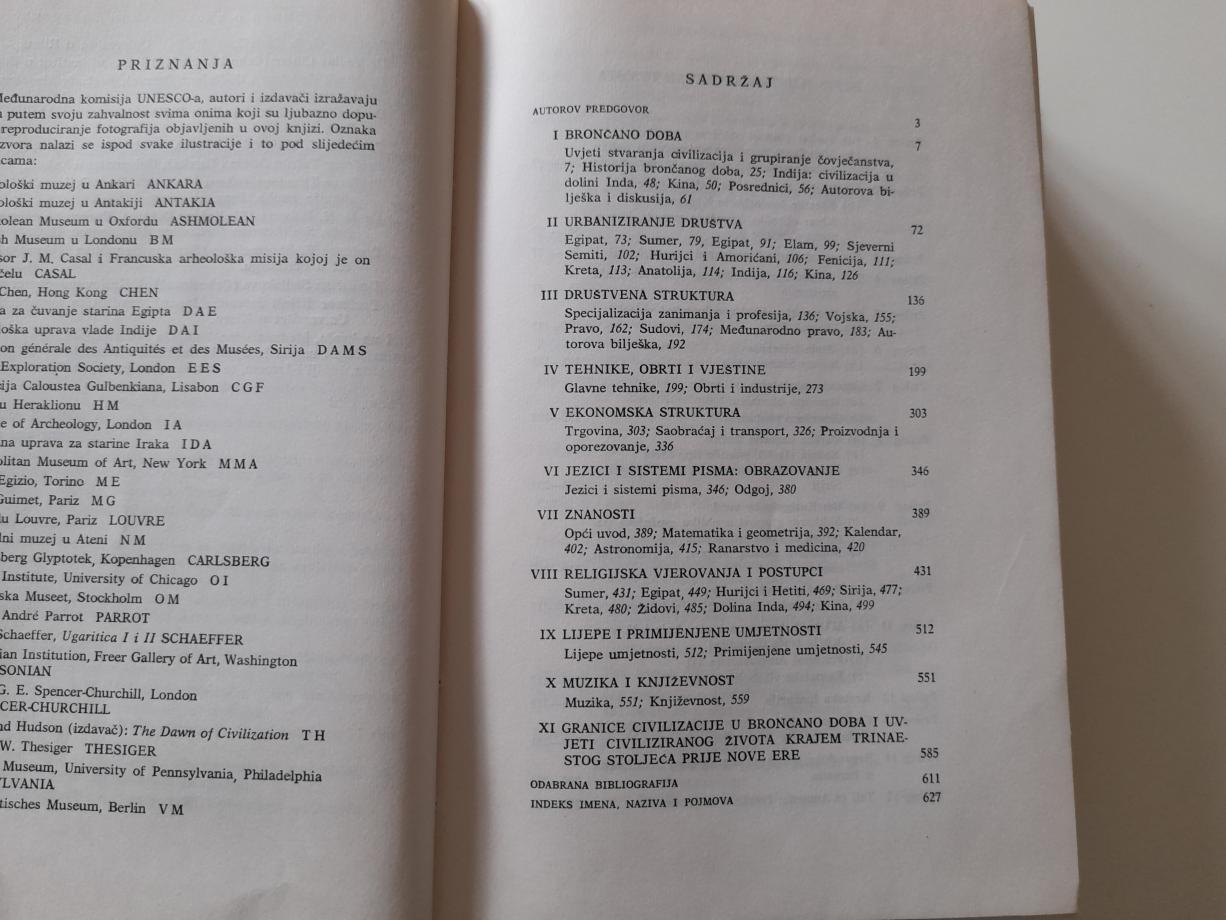 PRIZNANJA
Međunarodna komisija UNESCO-a, autori i izdavači izražavaju
putem svoju zahvalnost svima onima koji su ljubazno dopu-
reproduciranje fotografija objavljenih u ovoj knjizi. Oznaka
izvora nalazi se ispod svake ilustracije i to pod slijedećim
cama:
ološki muzej u Ankari ANKARA
ološki muzej u Antakiji ANTAKIA
olean Museum u Oxfordu ASHMOLEAN
h Museum u Londonu B M
sor J. M. Casal i Francuska arheološka misija kojoj je on
čelu CASAL
Chen, Hong Kong CHEN
a za čuvanje starina Egipta D A E
loška uprava vlade Indije D A I
on générale des Antiquités et des Musées, Sirija D A M S
Exploration Society, London E E S
cija Caloustea Gulbenkiana, Lisabon C G F
u Heraklionu H M
e of Archeology, London I A
na uprava za starine Iraka I D A
olitan Museum of Art, New York M M A
Egizio, Torino M E
Guimet, Pariz M G
du Louvre, Pariz LOUVRE
lni muzej u Ateni N M
sberg Glyptotek, Kopenhagen CARLSBERG
Institute, University of Chicago O I
ska Museet, Stockholm O M
André Parrot PARROT
Schaeffer, Ugaritica I i II SCHAEFFER
ian Institution, Freer Gallery of Art, Washington
SONIAN
G. E. Spencer-Churchill, London
CER-CHURCHILL
nd Hudson (izdavač): The Dawn of Civilization T H
W. Thesiger THESIGER
Museum, University of Pennsylvania, Philadelphia
YLVANIA
tisches Museum, Berlin V M
SADRŽAJ
AUTOROV PREDGOVOR 3
I BRONČANO DOBA 7
Uvjeti stvaranja civilizacija i grupiranje čovječanstva,
7; Historija brončanog doba, 25; Indija: civilizacija u
dolini Inda, 48; Kina, 50; Posrednici, 56; Autorova bi-
lješka i diskusija, 61
II URBANIZIRANJE DRUŠTVA 72
Egipat, 73; Sumer, 79, Egipat, 91; Elam, 99; Sjeverni
Semiti, 102; Hurijci i Amorićani, 106; Fenicija, 111;
Kreta, 113; Anatolija, 114; Indija, 116; Kina, 126
III DRUŠTVENA STRUKTURA 136
Specijalizacija zanimanja i profesija, 136; Vojska, 155;
Pravo, 162; Sudovi, 174; Međunarodno pravo, 183; Au-
torova bilješka, 192
IV TEHNIKE, OBRTI I VJEŠTINE 199
Glavne tehnike, 199; Obrti i industrije, 273
V EKONOMSKA STRUKTURA 303
Trgovina, 303; Saobraćaj i transport, 326; Proizvodnja i
oporezovanje, 336
VI JEZICI I SISTEMI PISMA: OBRAZOVANJE 346
Jezici i sistemi pisma, 346; Odgoj, 380
VII ZNANOSTI 389
Opći uvod, 389; Matematika i geometrija, 392; Kalendar,
402; Astronomija, 415; Ranarstvo i medicina, 420
VIII RELIGIJSKA VJEROVANJA I POSTUPCI 431
Sumer, 431; Egipat, 449; Hurijci i Hetiti, 469; Sirija, 477;
Kreta, 480; Židovi, 485; Dolina Inda, 494; Kina, 499
IX LIJEPE I PRIMIJENJENE UMJETNOSTI 512
Lijepe umjetnosti, 512; Primijenjene umjetnosti, 545
X MUZIKA I KNJIŽEVNOST 551
Muzika, 551; Književnost, 559
XI GRANICE CIVILIZACIJE U BRONČANO DOBA I UV-
JETI CIVILIZIRANOG ŽIVOTA KRAJEM TRINAE-
STOG STOLJEĆA PRIJE NOVE ERE 585
ODABRANA BIBLIOGRAFIJA 611
INDEKS IMENA, NAZIVA I POJMOVA 627